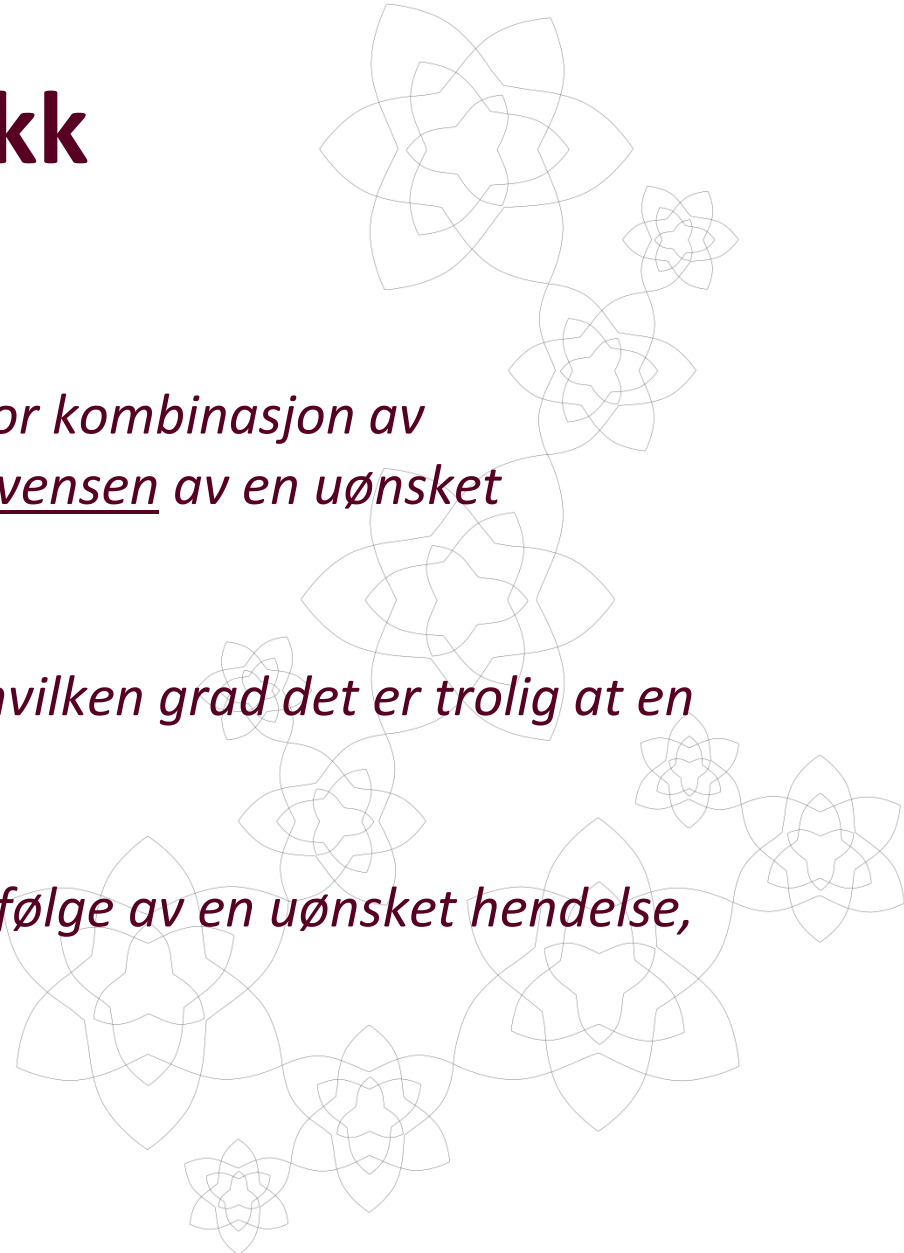 kk
or kombinasjon av
vensen av en uønsket
hvilken grad det er trolig at en
følge av en uønsket hendelse,